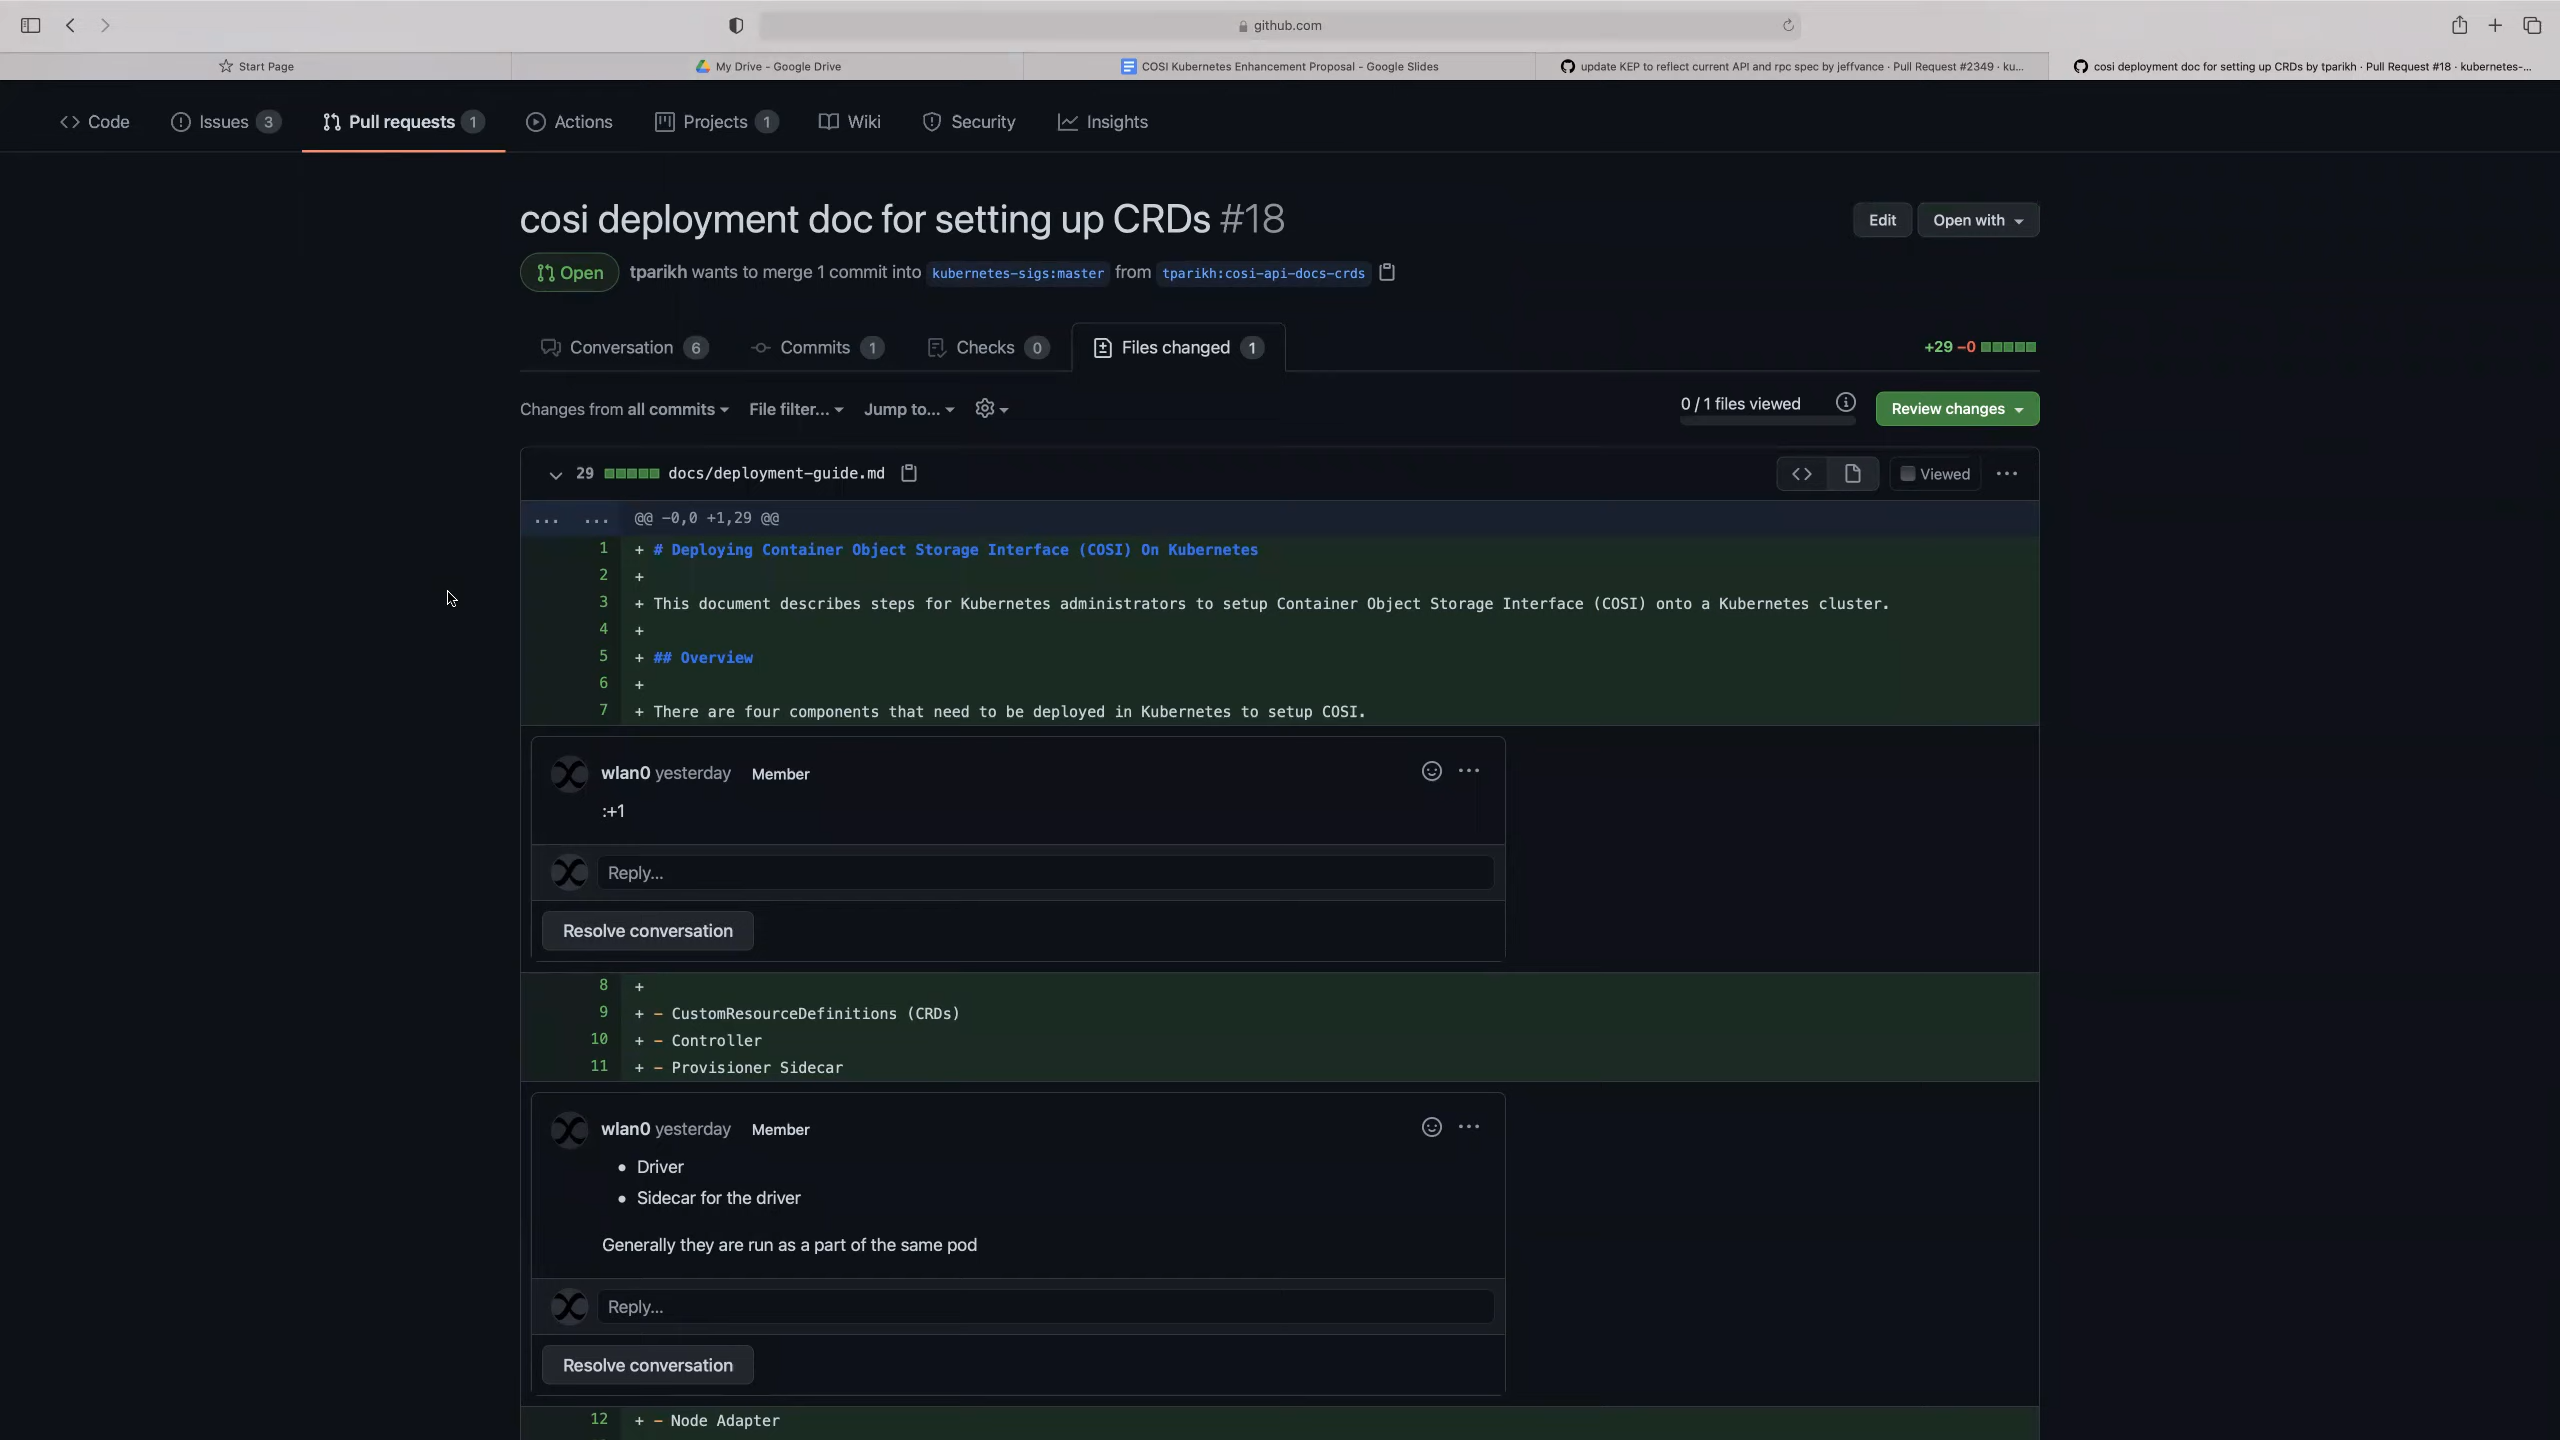 github.com
Start Page
My Drive - Google Drive
COSI Kubernetes Enhancement Proposal - Google Slides
update KEP to reflect current API and rpc spec by jeffvance · Pull Request #2349 · ku...
cosi deployment doc for setting up CRDs by tparikh · Pull Request #18 · kubernetes-...
Code
Issues 3
Pull requests 1
Actions
Projects 1
Wiki
Security
Insights
cosi deployment doc for setting up CRDs #18
Edit
Open with
Open
tparikh wants to merge 1 commit into kubernetes-sigs:master from tparikh:cosi-api-docs-crds
Conversation 6
Commits 1
Checks 0
Files changed 1
+29 −0
Changes from all commits
File filter...
Jump to...
0 / 1 files viewed
Review changes
29 docs/deployment-guide.md
<>
Viewed
...
... ... @@ -0,0 +1,29 @@
1 + # Deploying Container Object Storage Interface (COSI) On Kubernetes
2 +
3 + This document describes steps for Kubernetes administrators to setup Container Object Storage Interface (COSI) onto a Kubernetes cluster.
4 +
5 + ## Overview
6 +
7 + There are four components that need to be deployed in Kubernetes to setup COSI.
wlan0 yesterday Member
:+1
Reply...
Resolve conversation
8 +
9 + - CustomResourceDefinitions (CRDs)
10 + - Controller
11 + - Provisioner Sidecar
wlan0 yesterday Member
• Driver
• Sidecar for the driver
Generally they are run as a part of the same pod
Reply...
Resolve conversation
12 + - Node Adapter